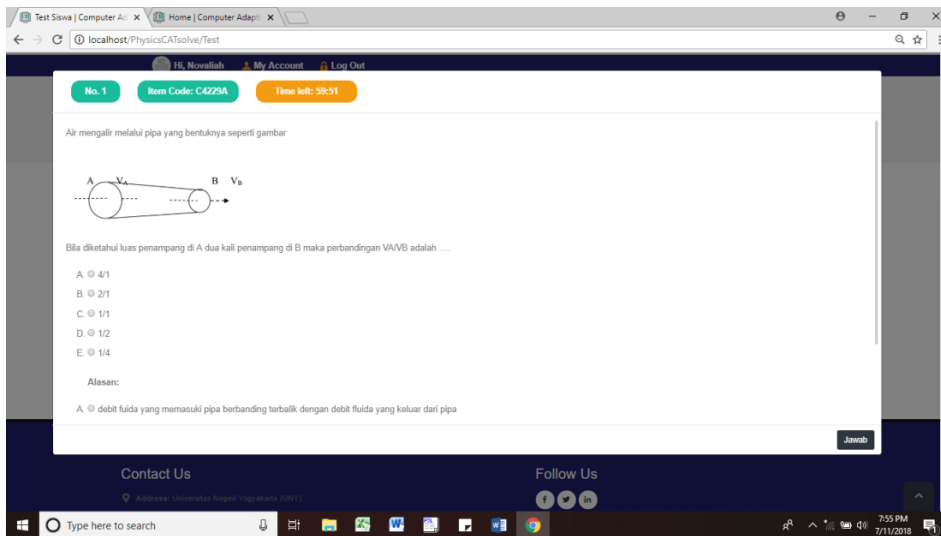 Test Siswa | Computer Ad
Home | Computer Adapti
localhost/PhysicsCATsolve/Test
Hi, Novaliah My Account Log Out
No. 1 Item Code: C4229A Time left: 59:51
Air mengalir melalui pipa yang bentuknya seperti gambar
A VA B VB
Bila diketahui luas penampang di A dua kali penampang di B maka perbandingan VA/VB adalah ....
A. 4/1
B. 2/1
C. 1/1
D. 1/2
E. 1/4
Alasan:
A. debit fuida yang memasuki pipa berbanding terbalik dengan debit fluida yang keluar dari pipa
Jawab
Contact Us Follow Us
Address: Universitas Negeri Yogyakarta (UNY),
Type here to search
7:55 PM
7/11/2018